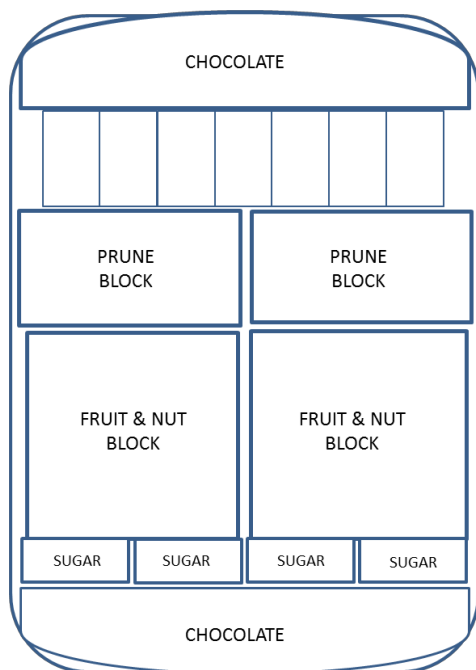 CHOCOLATE
PRUNE
BLOCK
PRUNE
BLOCK
FRUIT & NUT
BLOCK
FRUIT & NUT
BLOCK
SUGAR
SUGAR
SUGAR
SUGAR
CHOCOLATE